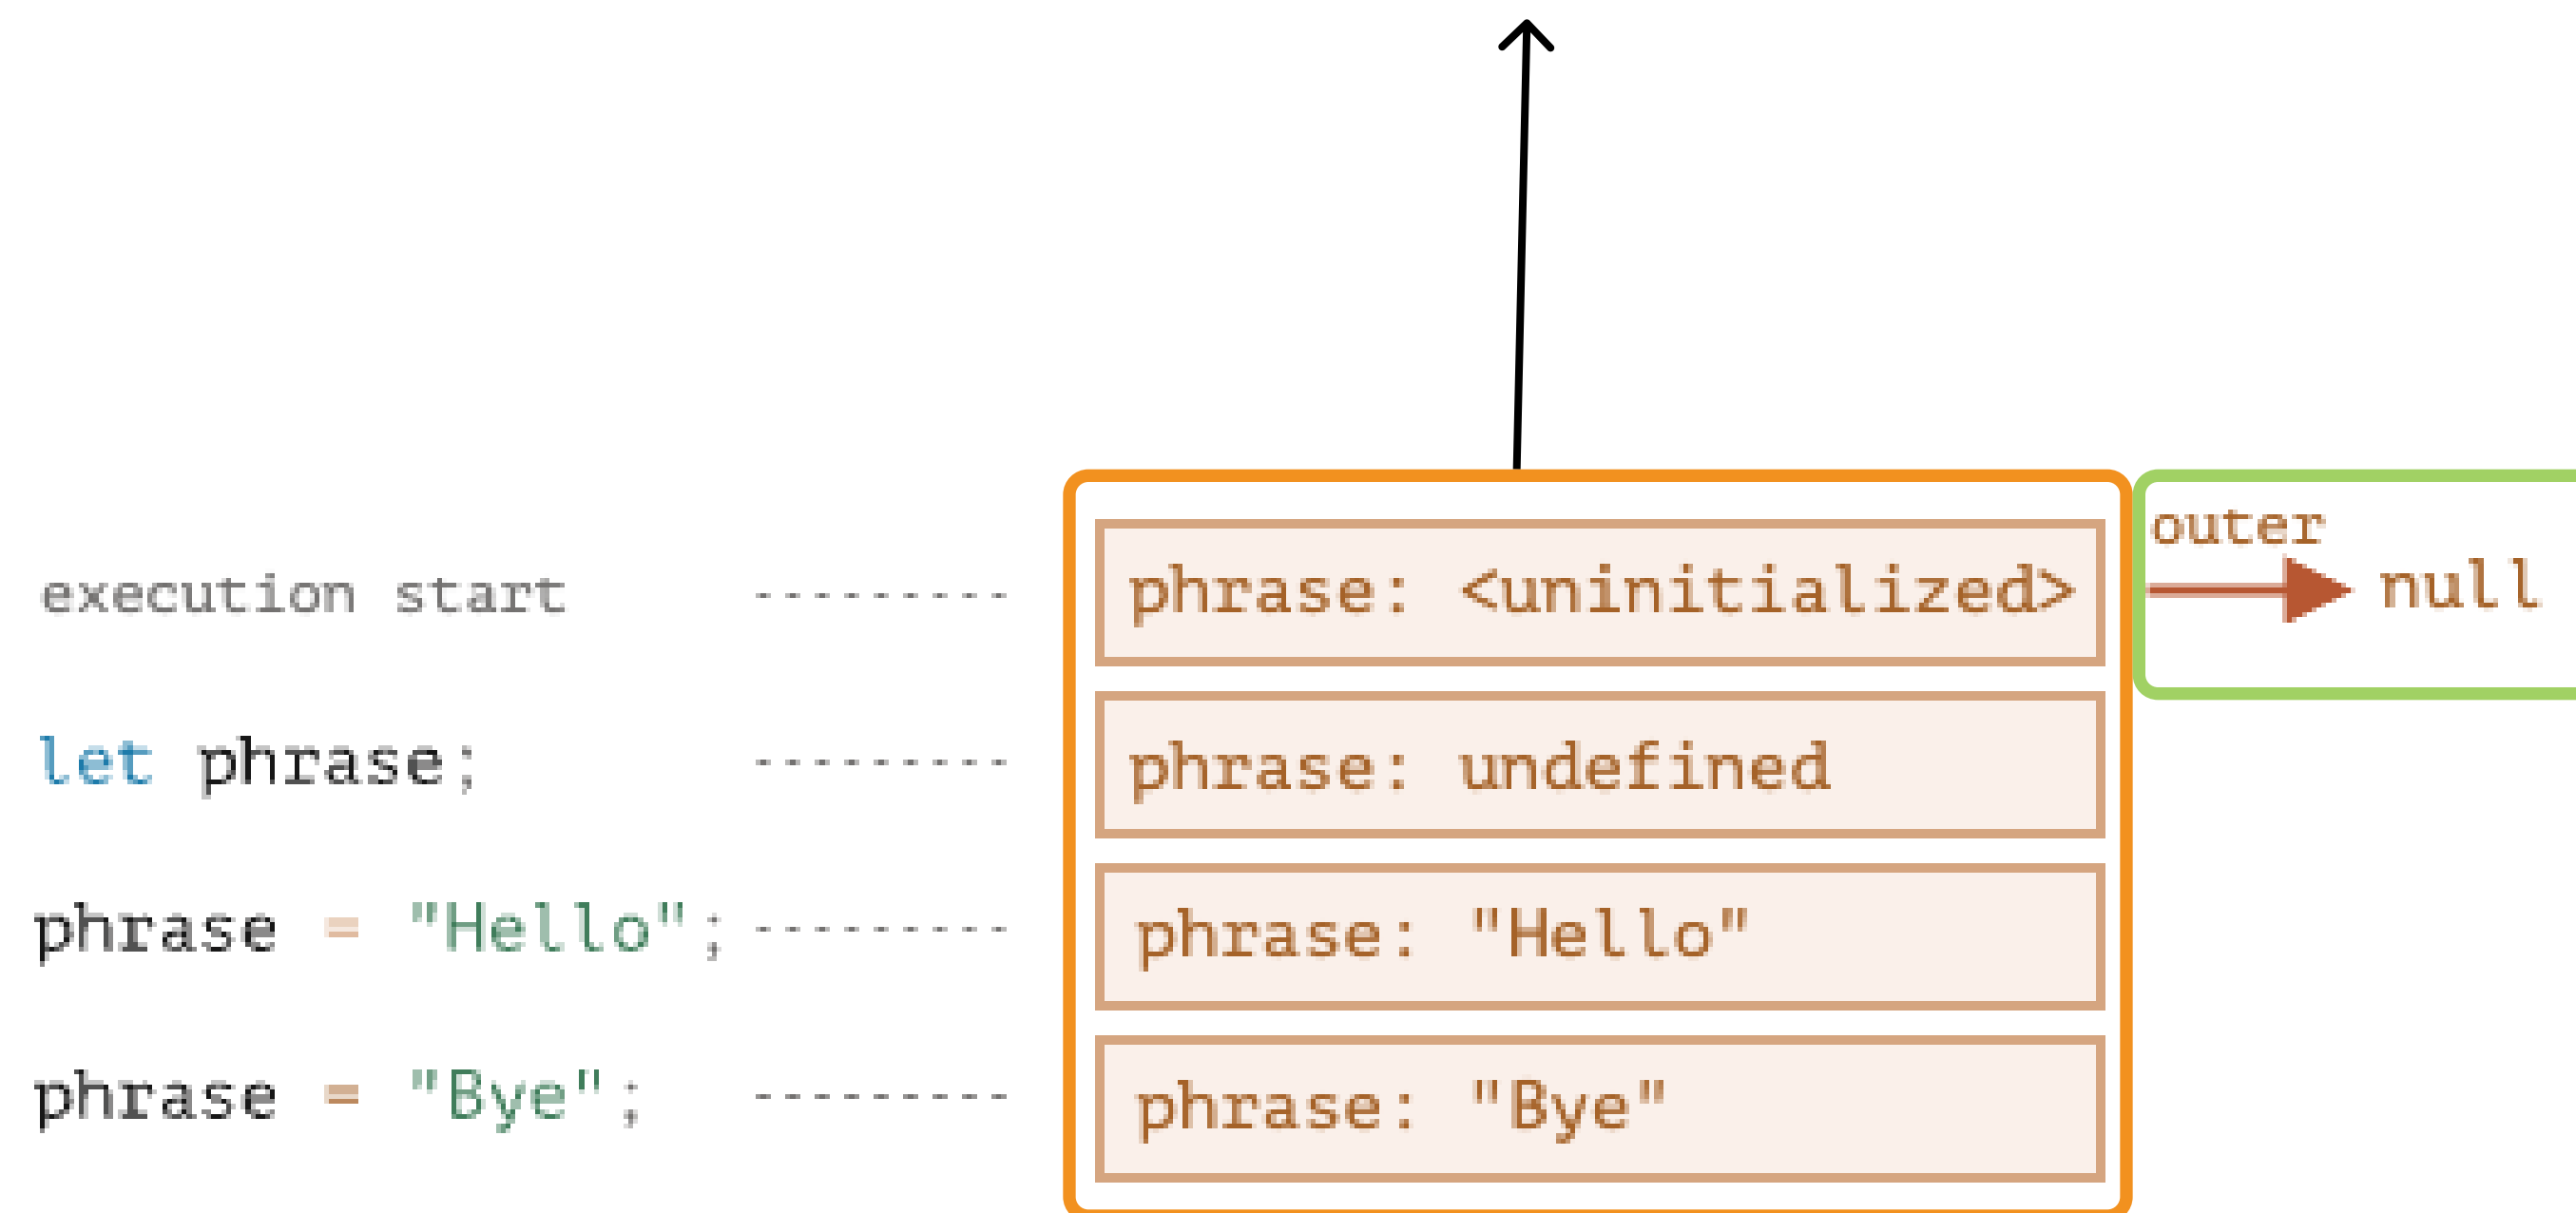 outer
execution start --------- phrase: <uninitialized> null
let phrase; --------- phrase: undefined
phrase = "Hello"; --------- phrase: "Hello"
phrase = "Bye"; --------- phrase: "Bye"